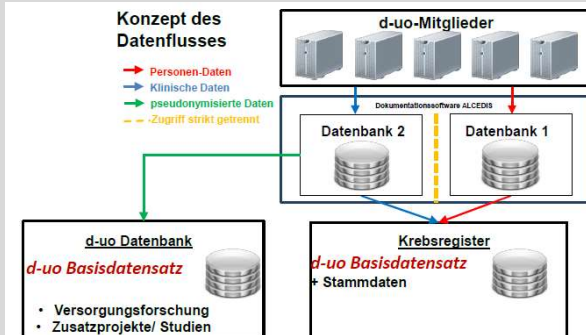 Konzept des
Datenflusses
d-uo-Mitglieder
Personen-Daten
Klinische Daten
pseudonymisierte Daten
Zugriff strikt getrennt
Dokumentationssoftware ALCEDIS
Datenbank 2
Datenbank 1
d-uo Datenbank
d-uo Basisdatensatz
• Versorgungsforschung
• Zusatzprojekte/ Studien
Krebsregister
d-uo Basisdatensatz
+ Stammdaten